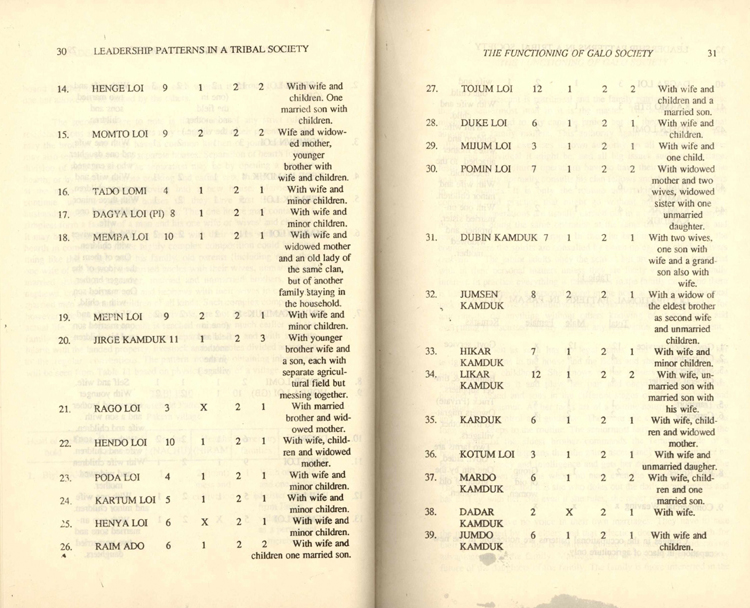 30 LEADERSHIP PATTERNS IN A TRIBAL SOCIETY
14. HENGE LOI 9 1 2 2 With wife and
children. One
married son with
children.
15. MOMTO LOI 9 2 2 2 Wife and widow-
ed mother,
younger
brother with
wife and children.
16. TADO LOMI 4 1 2 1 With wife and
minor children.
17. DAGYA LOI (PI) 8 1 2 1 With wife and
minor children.
18. MEMBA LOI 10 1 2 1 With wife and
widowed mother
and an old lady of
the same clan,
but of another
family staying in
the household.
19. MEPIN LOI 9 2 2 1 With wife and
minor children.
20. JIRGE KAMDUK 11 1 2 3 With younger
brother wife and
a son, each with
separate agricul-
tural field but
messing together.
21. RAGO LOI 3 X 2 1 With married
brother and wid-
owed mother.
22. HENDO LOI 10 1 2 1 With wife, child-
ren and widowed
mother.
23. PODA LOI 4 1 2 1 With wife and
minor children.
24. KARTUM LOI 5 1 2 1 With wife and
minor children.
25. HENYA LOI 6 X 2 1 With wife and
minor children.
26. RAIM ADO 6 1 2 2 With wife and
children one married son.
THE FUNCTIONING OF GALO SOCIETY 31
27. TOJUM LOI 12 1 2 2 With wife and
children and a
married son.
28. DUKE LOI 6 1 2 1 With wife and
children.
29. MIJUM LOI 3 1 2 1 With wife and
one child.
30. POMIN LOI 7 1 2 2 With widowed
mother and two
wives, widowed
sister with one
unmarried
daughter.
31. DUBIN KAMDUK 7 1 2 1 With two wives,
one son with
wife and a grand-
son also with
wife.
32. JUMSEN 8 2 2 1 With a widow of
KAMDUK the eldest brother
as second wife
and unmarried
children.
33. HIKAR 7 1 2 1 With wife and
KAMDUK minor children.
34. LIKAR 12 1 2 2 With wife, un-
KAMDUK married son with
married son with
his wife.
35. KARDUK 6 1 2 1 With wife, child-
ren and widowed
mother.
36. KOTUM LOI 3 1 2 1 With wife and
unmarried daugher.
37. MARDO 6 1 2 2 With wife, child-
KAMDUK ren and one
married son.
38. DADAR 2 X 2 1 With wife.
KAMDUK
39. JUMDO 6 1 2 1 With wife and
KAMDUK children.